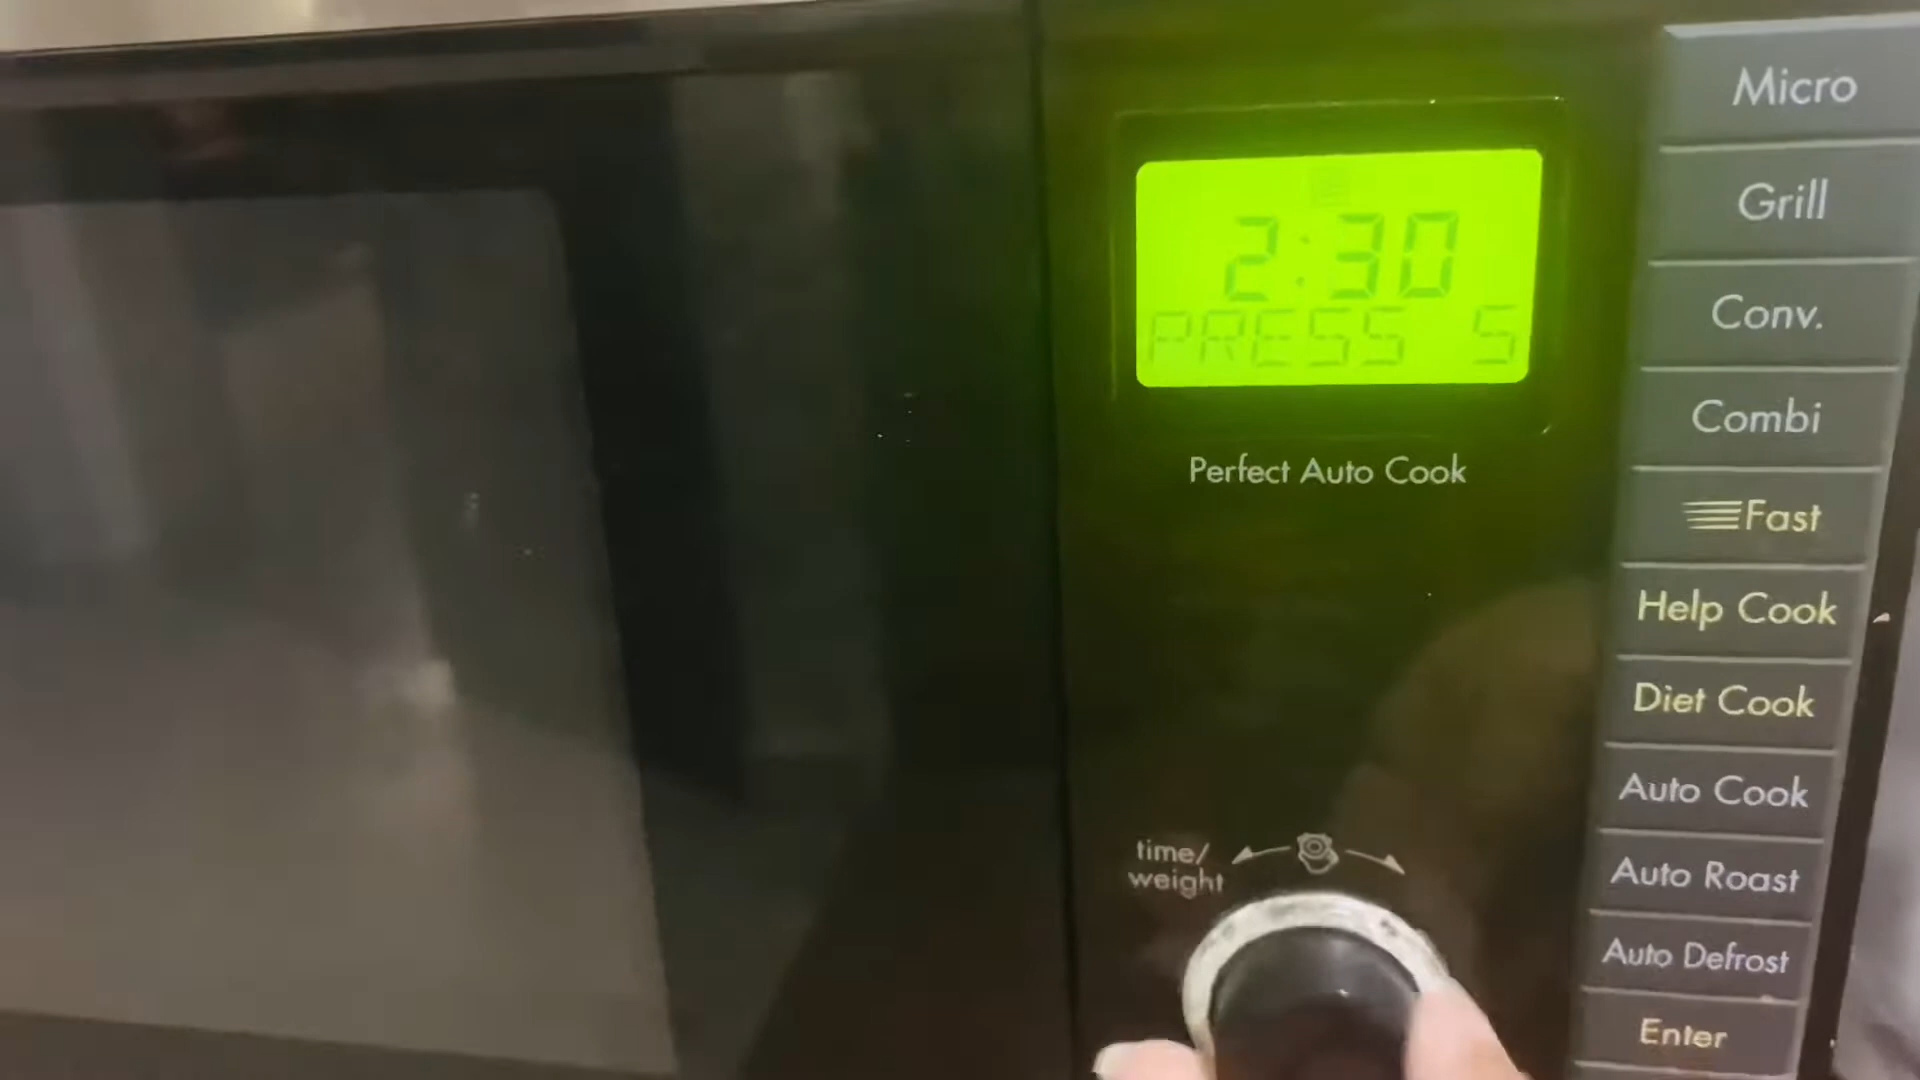 2:30
PRESS S
Perfect Auto Cook
time/
weight
Micro
Grill
Conv.
Combi
Fast
Help Cook
Diet Cook
Auto Cook
Auto Roast
Auto Defrost
Enter